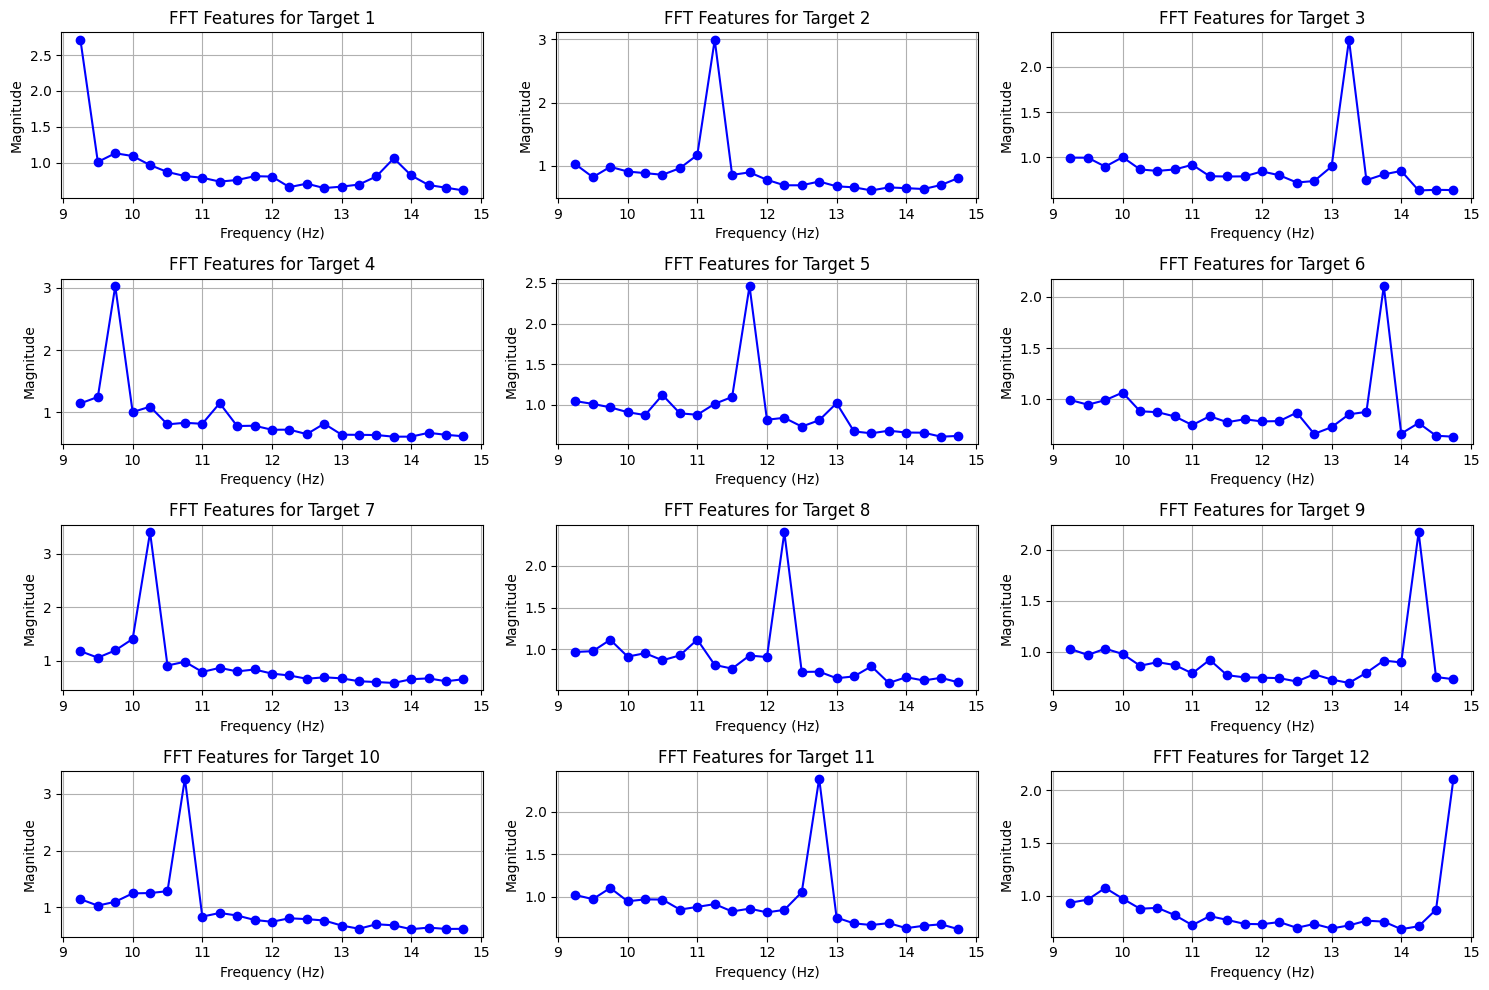 FFT Features for Target 1
Magnitude
2.5
2.0
1.5
1.0
9 10 11 12 13 14 15
Frequency (Hz)
FFT Features for Target 2
Magnitude
3
2
1
9 10 11 12 13 14 15
Frequency (Hz)
FFT Features for Target 3
Magnitude
2.0
1.5
1.0
9 10 11 12 13 14 15
Frequency (Hz)
FFT Features for Target 4
Magnitude
3
2
1
9 10 11 12 13 14 15
Frequency (Hz)
FFT Features for Target 5
Magnitude
2.5
2.0
1.5
1.0
9 10 11 12 13 14 15
Frequency (Hz)
FFT Features for Target 6
Magnitude
2.0
1.5
1.0
9 10 11 12 13 14 15
Frequency (Hz)
FFT Features for Target 7
Magnitude
3
2
1
9 10 11 12 13 14 15
Frequency (Hz)
FFT Features for Target 8
Magnitude
2.0
1.5
1.0
9 10 11 12 13 14 15
Frequency (Hz)
FFT Features for Target 9
Magnitude
2.0
1.5
1.0
9 10 11 12 13 14 15
Frequency (Hz)
FFT Features for Target 10
Magnitude
3
2
1
9 10 11 12 13 14 15
Frequency (Hz)
FFT Features for Target 11
Magnitude
2.0
1.5
1.0
9 10 11 12 13 14 15
Frequency (Hz)
FFT Features for Target 12
Magnitude
2.0
1.5
1.0
9 10 11 12 13 14 15
Frequency (Hz)